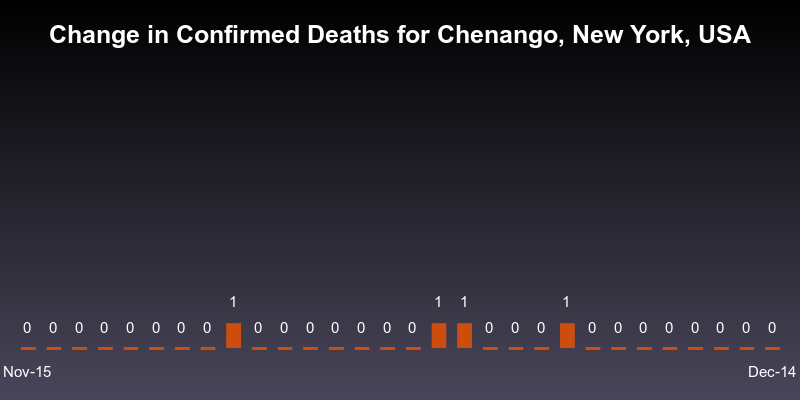 Change in Confirmed Deaths for Chenango, New York, USA
1 1 1 1
0 0 0 0 0 0 0 0 0 0 0 0 0 0 0 0 0 0 0 0 0 0 0 0 0 0
Nov-15 Dec-14